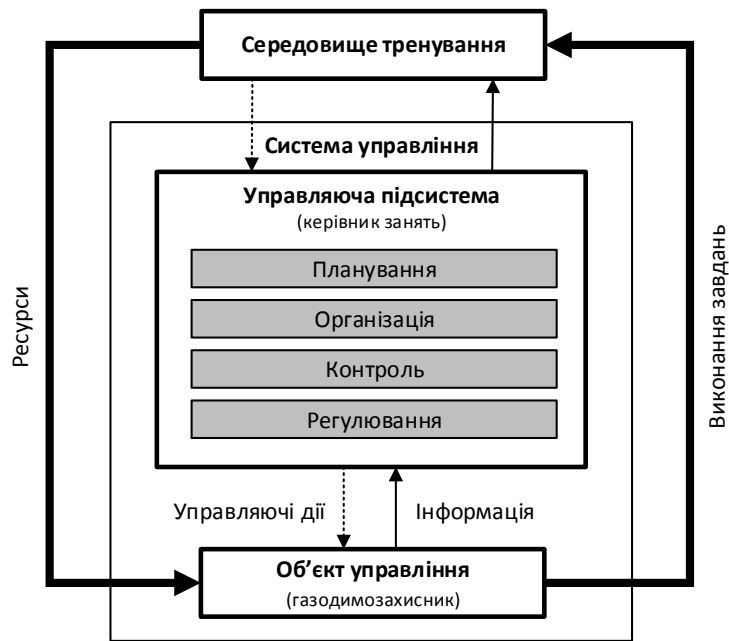 Середовище тренування
Система управління
Управляюча підсистема
(керівник занять)
Планування
Організація
Контроль
Регулювання
Ресурси
Виконання завдань
Управляючі дії
Інформація
Об’єкт управління
(газодимозахисник)